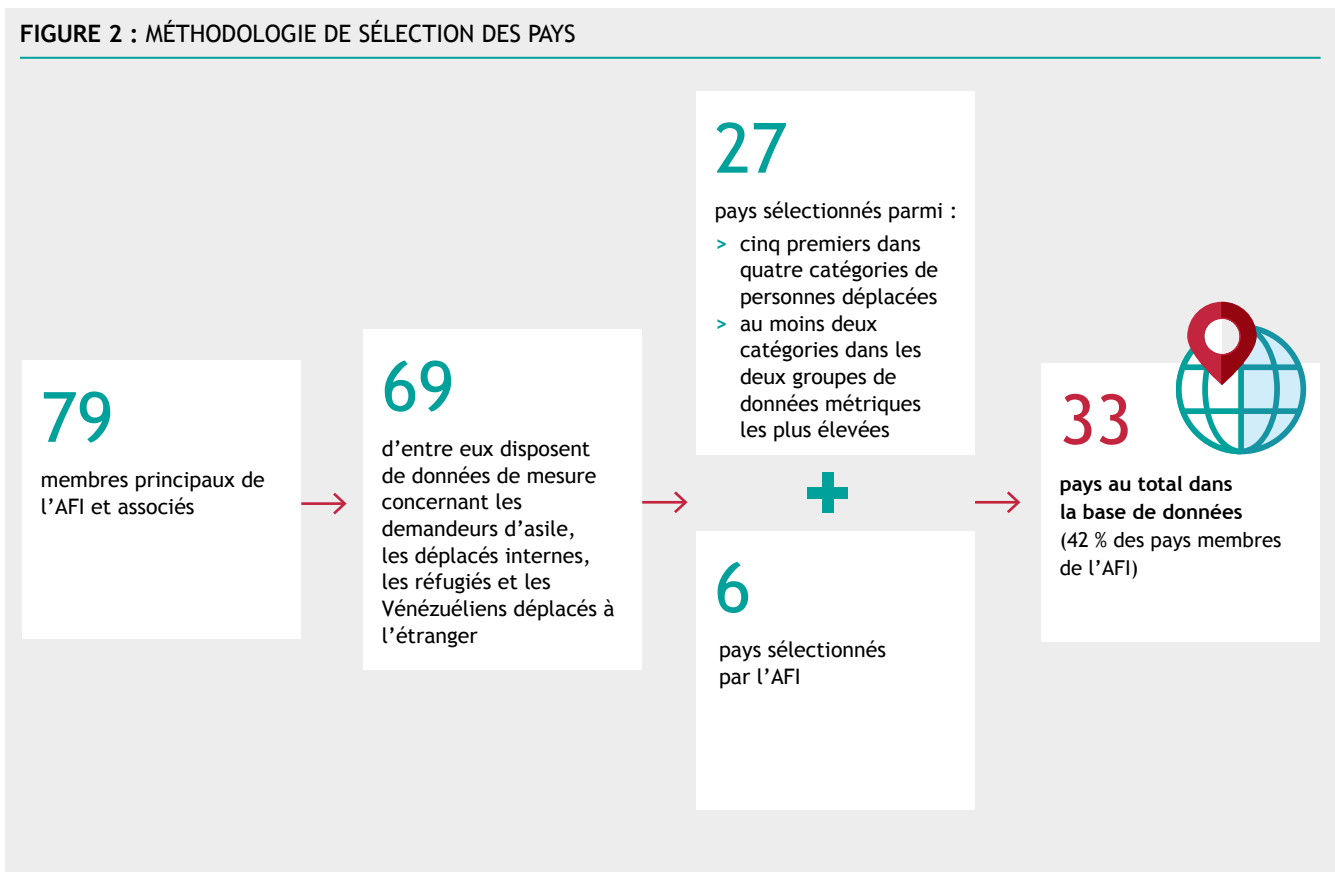 FIGURE 2 : MÉTHODOLOGIE DE SÉLECTION DES PAYS
79
membres principaux de
l'AFI et associés
69
d'entre eux disposent
de données de mesure
concernant les
demandeurs d'asile,
les déplacés internes,
les réfugiés et les
Vénézuéliens déplacés à
l'étranger
27
pays sélectionnés parmi :
> cinq premiers dans
quatre catégories de
personnes déplacées
> au moins deux
catégories dans les
deux groupes de
données métriques
les plus élevées
6
pays sélectionnés
par l'AFI
33
pays au total dans
la base de données
(42 % des pays membres
de l'AFI)